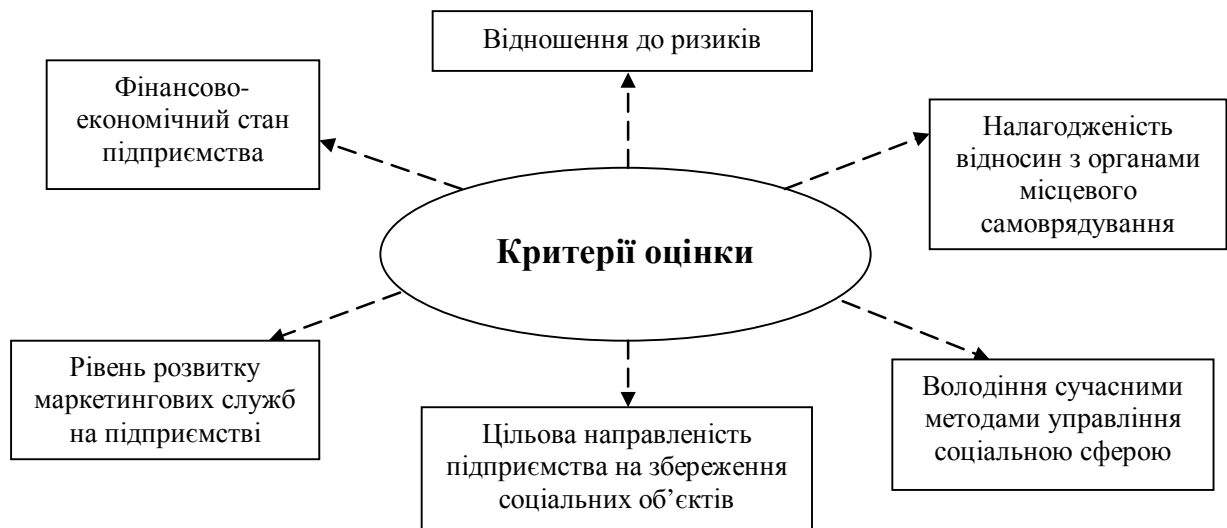 Відношення до ризиків
Фінансово-
економічний стан
підприємства
Налагодженість
відносин з органами
місцевого
самоврядування
Критерії оцінки
Рівень розвитку
маркетингових служб
на підприємстві
Цільова направленість
підприємства на збереження
соціальних об’єктів
Володіння сучасними
методами управління
соціальною сферою